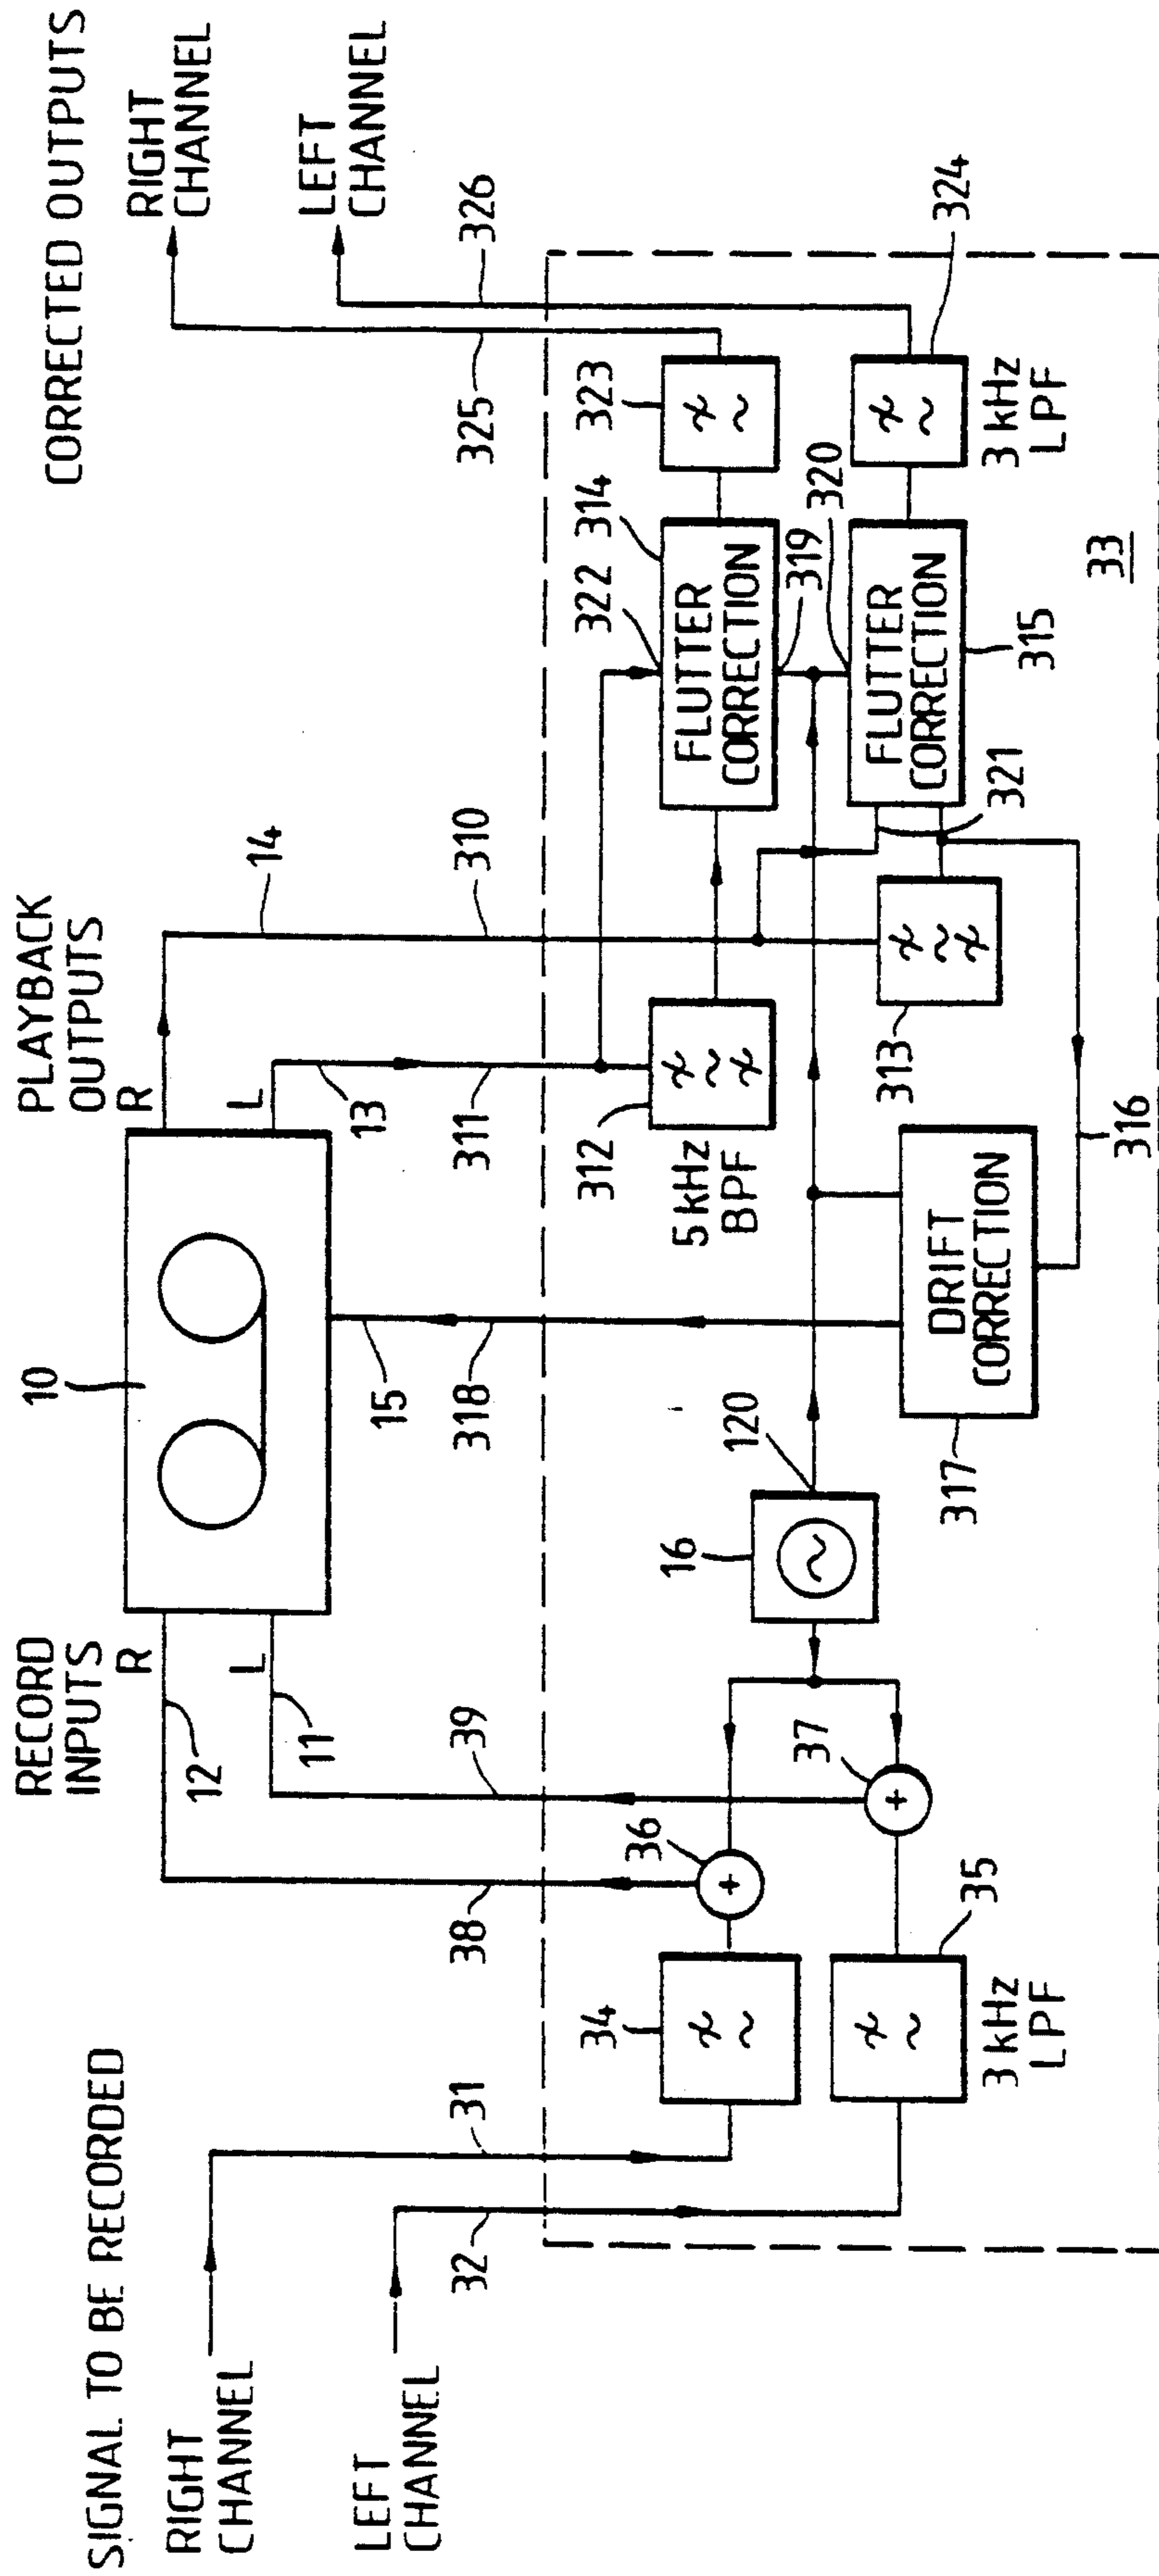 SIGNAL TO BE RECORDED
RIGHT
CHANNEL
LEFT
CHANNEL
RECORD
INPUTS
R
L
PLAYBACK
OUTPUTS
R
L
CORRECTED OUTPUTS
RIGHT
CHANNEL
LEFT
CHANNEL
10
12
11
14
13
15
32
31
38
39
318
311
310
325
326
34
36
37
35
3 kHz
LPF
16
120
317
DRIFT
CORRECTION
316
312
5 kHz
BPF
313
321
322
314
FLUTTER
CORRECTION
319
320
FLUTTER
CORRECTION
315
323
324
3 kHz
LPF
33
+
+